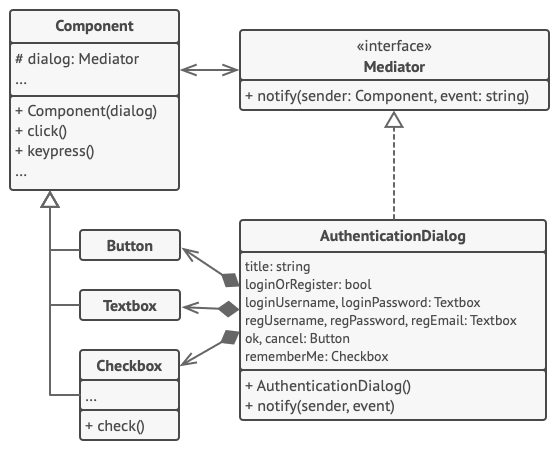 Component
# dialog: Mediator
...
+ Component(dialog)
+ click()
+ keypress()
...
«interface»
Mediator
+ notify(sender: Component, event: string)
Button
Textbox
Checkbox
...
+ check()
AuthenticationDialog
title: string
loginOrRegister: bool
loginUsername, loginPassword: Textbox
regUsername, regPassword, regEmail: Textbox
ok, cancel: Button
rememberMe: Checkbox
+ AuthenticationDialog()
+ notify(sender, event)